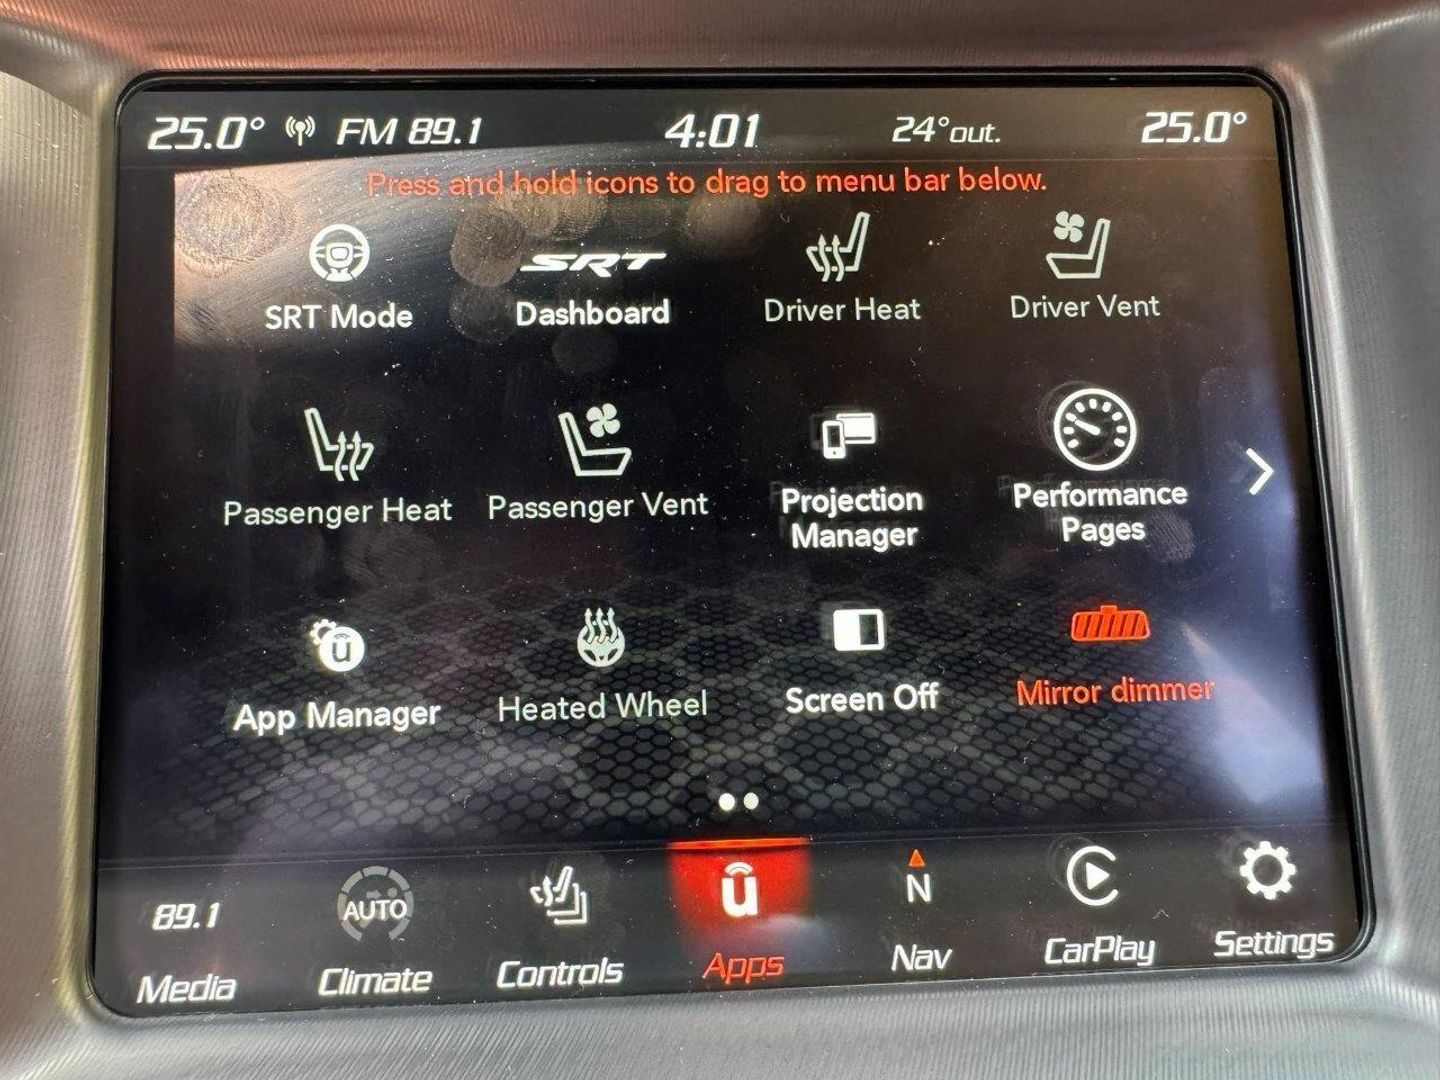 25.0° FM 89.1 4:01 24°out. 25.0°
Press and hold icons to drag to menu bar below.
SRT
SRT Mode Dashboard Driver Heat Driver Vent
Passenger Heat Passenger Vent Projection Performance
Manager Pages
u
App Manager Heated Wheel Screen Off Mirror dimmer
89.1 AUTO u N
Media Climate Controls Apps Nav CarPlay Settings